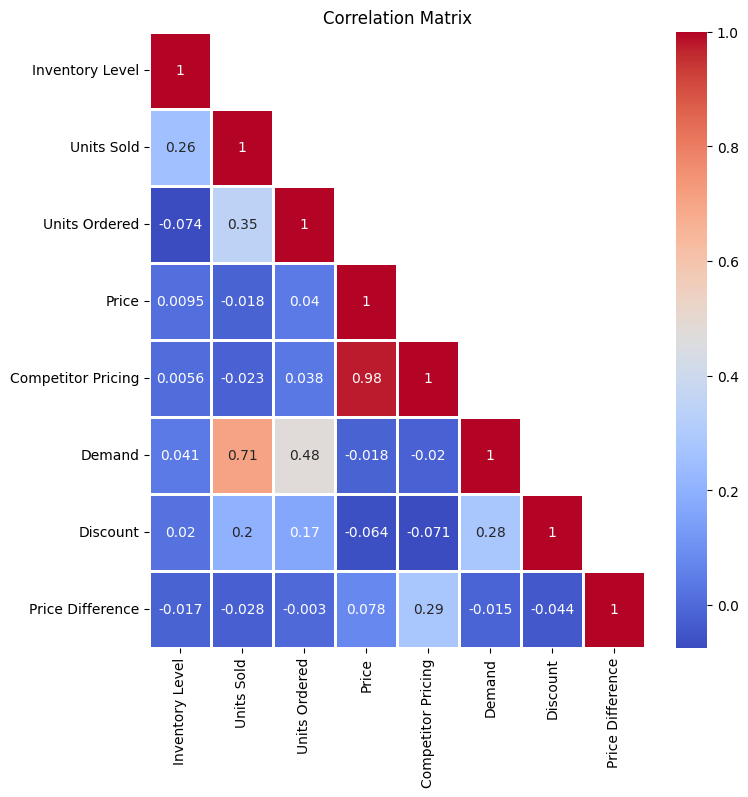 Correlation Matrix
Inventory Level 1
Units Sold 0.26 1
Units Ordered -0.074 0.35 1
Price 0.0095 -0.018 0.04 1
Competitor Pricing 0.0056 -0.023 0.038 0.98 1
Demand 0.041 0.71 0.48 -0.018 -0.02 1
Discount 0.02 0.2 0.17 -0.064 -0.071 0.28 1
Price Difference -0.017 -0.028 -0.003 0.078 0.29 -0.015 -0.044 1
Inventory Level
Units Sold
Units Ordered
Price
Competitor Pricing
Demand
Discount
Price Difference
1.0
0.8
0.6
0.4
0.2
0.0